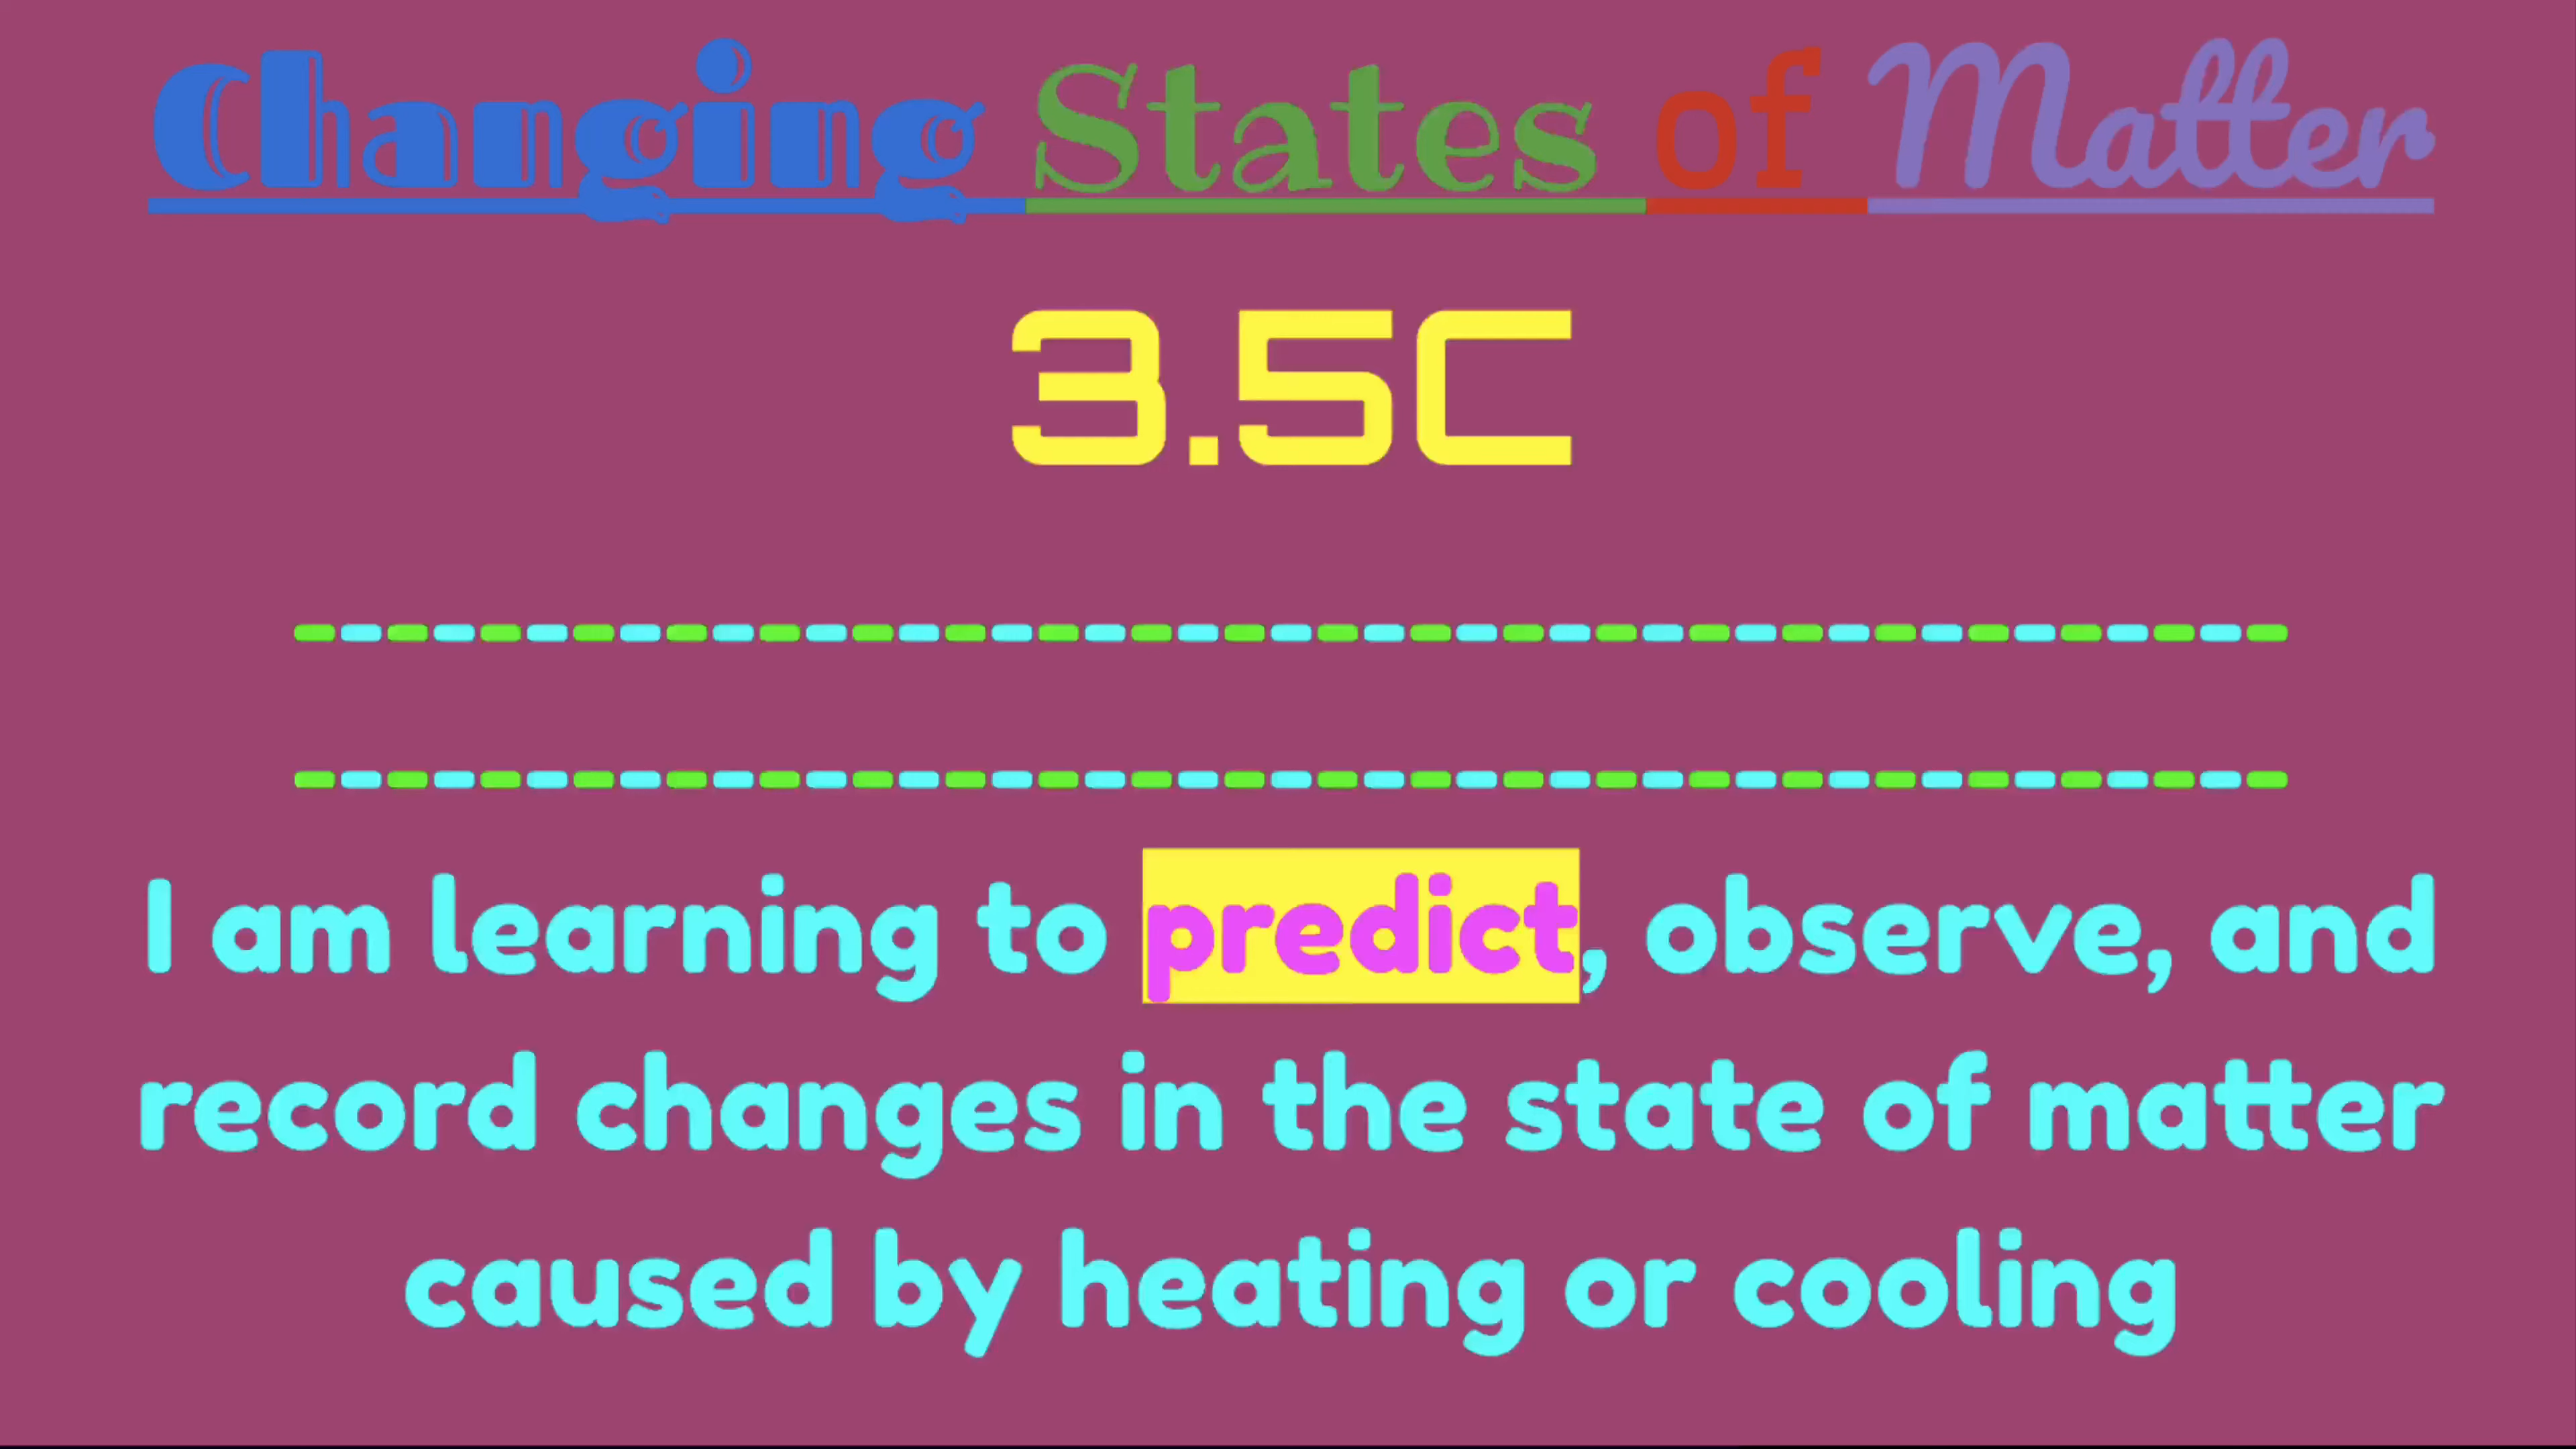 Changing States of Matter
3.5C
I am learning to predict, observe, and
record changes in the state of matter
caused by heating or cooling